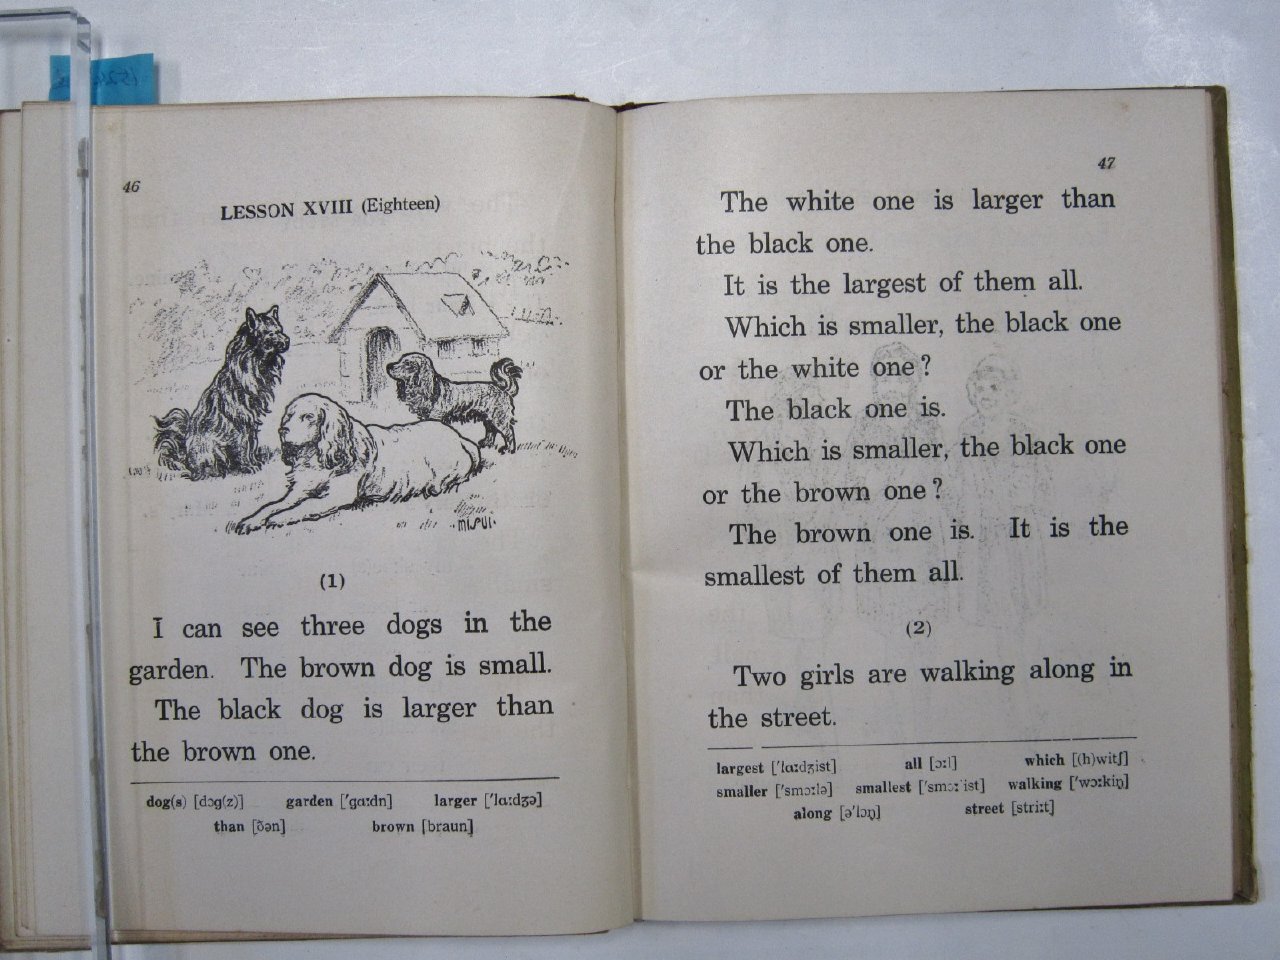 46
LESSON XVIII (Eighteen)
MISUI.
(1)
I can see three dogs in the
garden. The brown dog is small.
The black dog is larger than
the brown one.
dog(s) [dɔg(z)] garden ['gɑːdn] larger ['lɑːdʒə]
than [ðən] brown [braun]
47
The white one is larger than
the black one.
It is the largest of them all.
Which is smaller, the black one
or the white one?
The black one is.
Which is smaller, the black one
or the brown one?
The brown one is. It is the
smallest of them all.
(2)
Two girls are walking along in
the street.
largest ['lɑːdʒist] all [ɔːl] which [(h)witʃ]
smaller ['smɔːlə] smallest ['smɔːˈist] walking ['wɔːkiŋ]
along [ə'lɔŋ] street [striːt]